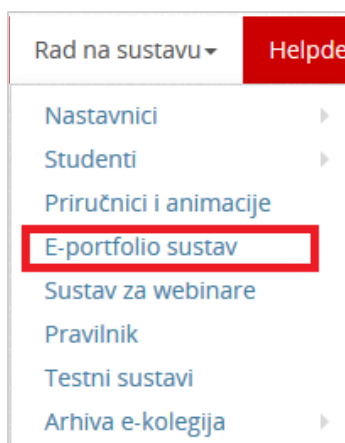 Rad na sustavu Helpde
Nastavnici
Studenti
Priručnici i animacije
E-portfolio sustav
Sustav za webinare
Pravilnik
Testni sustavi
Arhiva e-kolegija